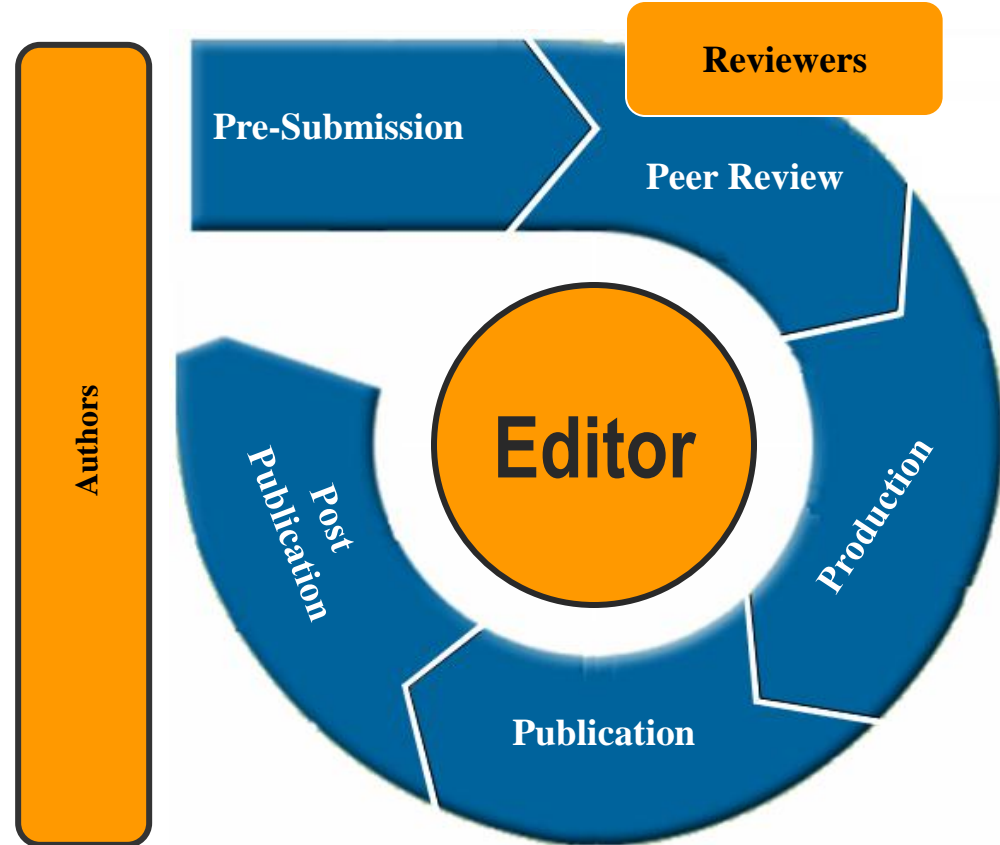 Reviewers
Pre-Submission
Peer Review
Authors
Editor
Production
Post
Publication
Publication